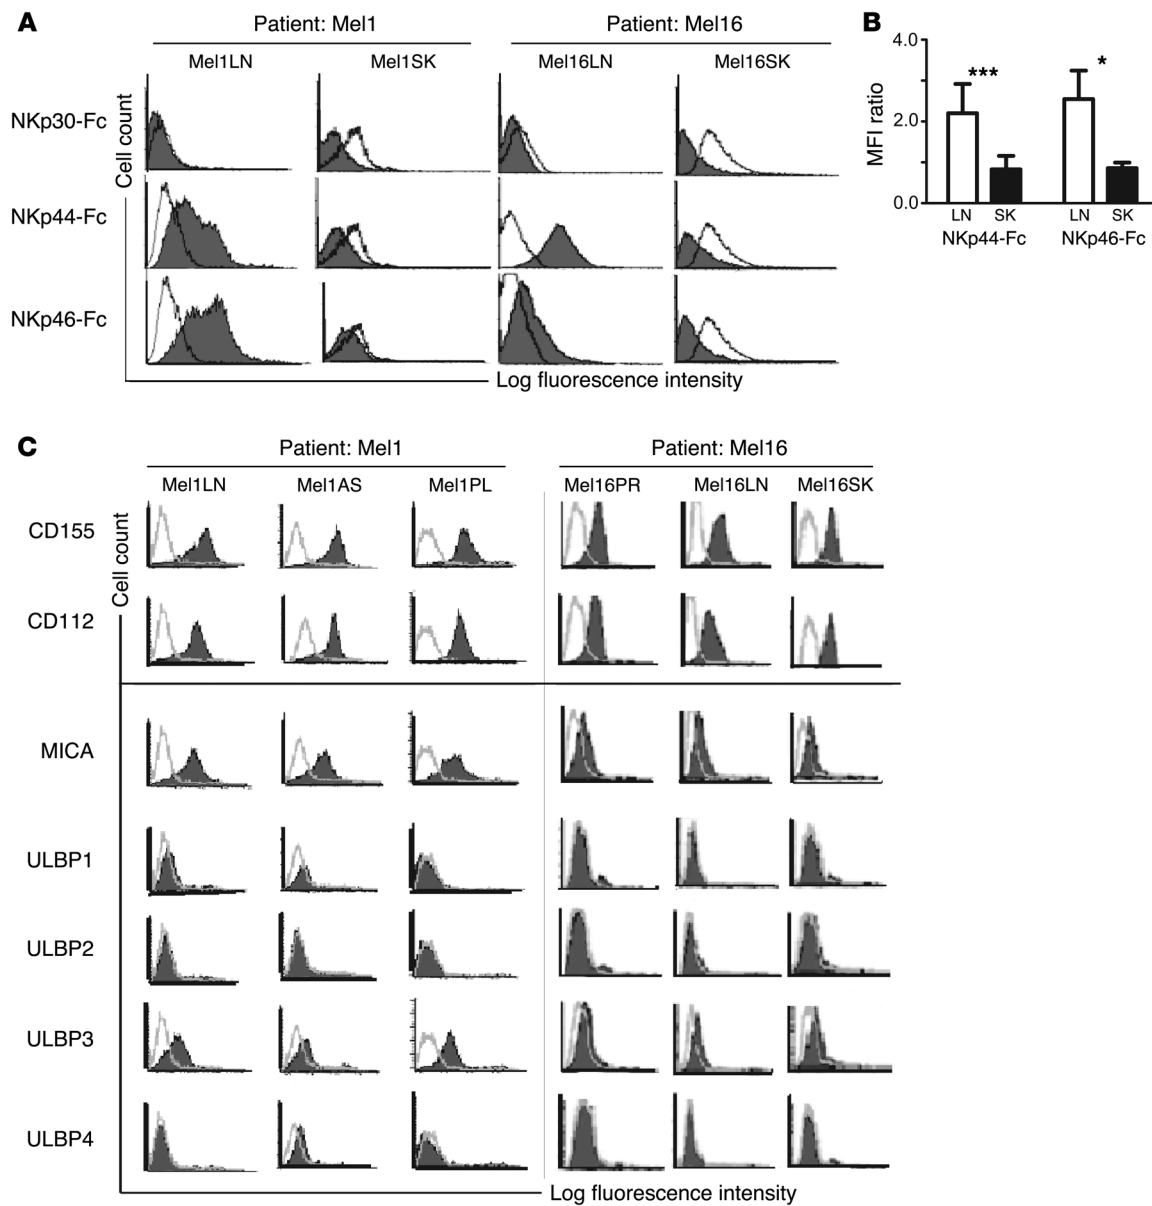 A
Patient: Mel1
Patient: Mel16
Mel1LN
Mel1SK
Mel16LN
Mel16SK
NKp30-Fc
NKp44-Fc
NKp46-Fc
Cell count
Log fluorescence intensity
B
MFI ratio
4.0
2.0
0.0
***
*
LN SK LN SK
NKp44-Fc NKp46-Fc
C
Patient: Mel1
Patient: Mel16
Mel1LN
Mel1AS
Mel1PL
Mel16PR
Mel16LN
Mel16SK
Cell count
CD155
CD112
MICA
ULBP1
ULBP2
ULBP3
ULBP4
Log fluorescence intensity